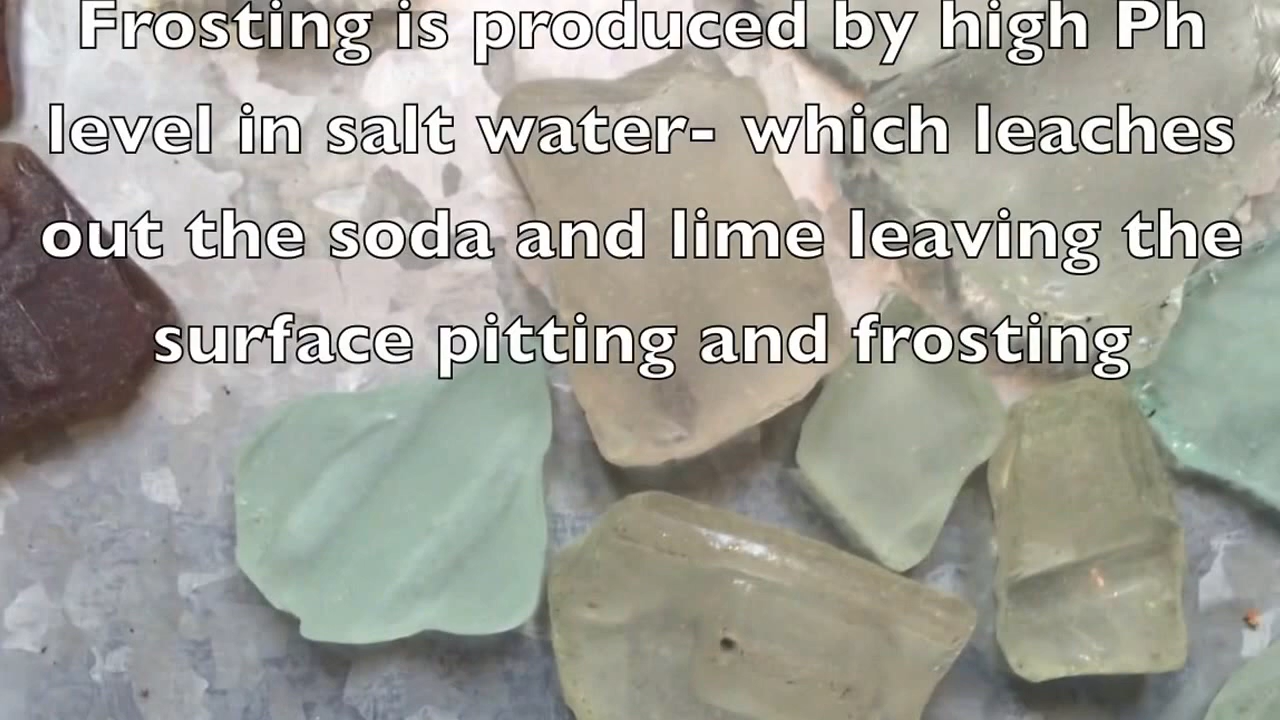 Frosting is produced by high Ph
level in salt water- which leaches
out the soda and lime leaving the
surface pitting and frosting